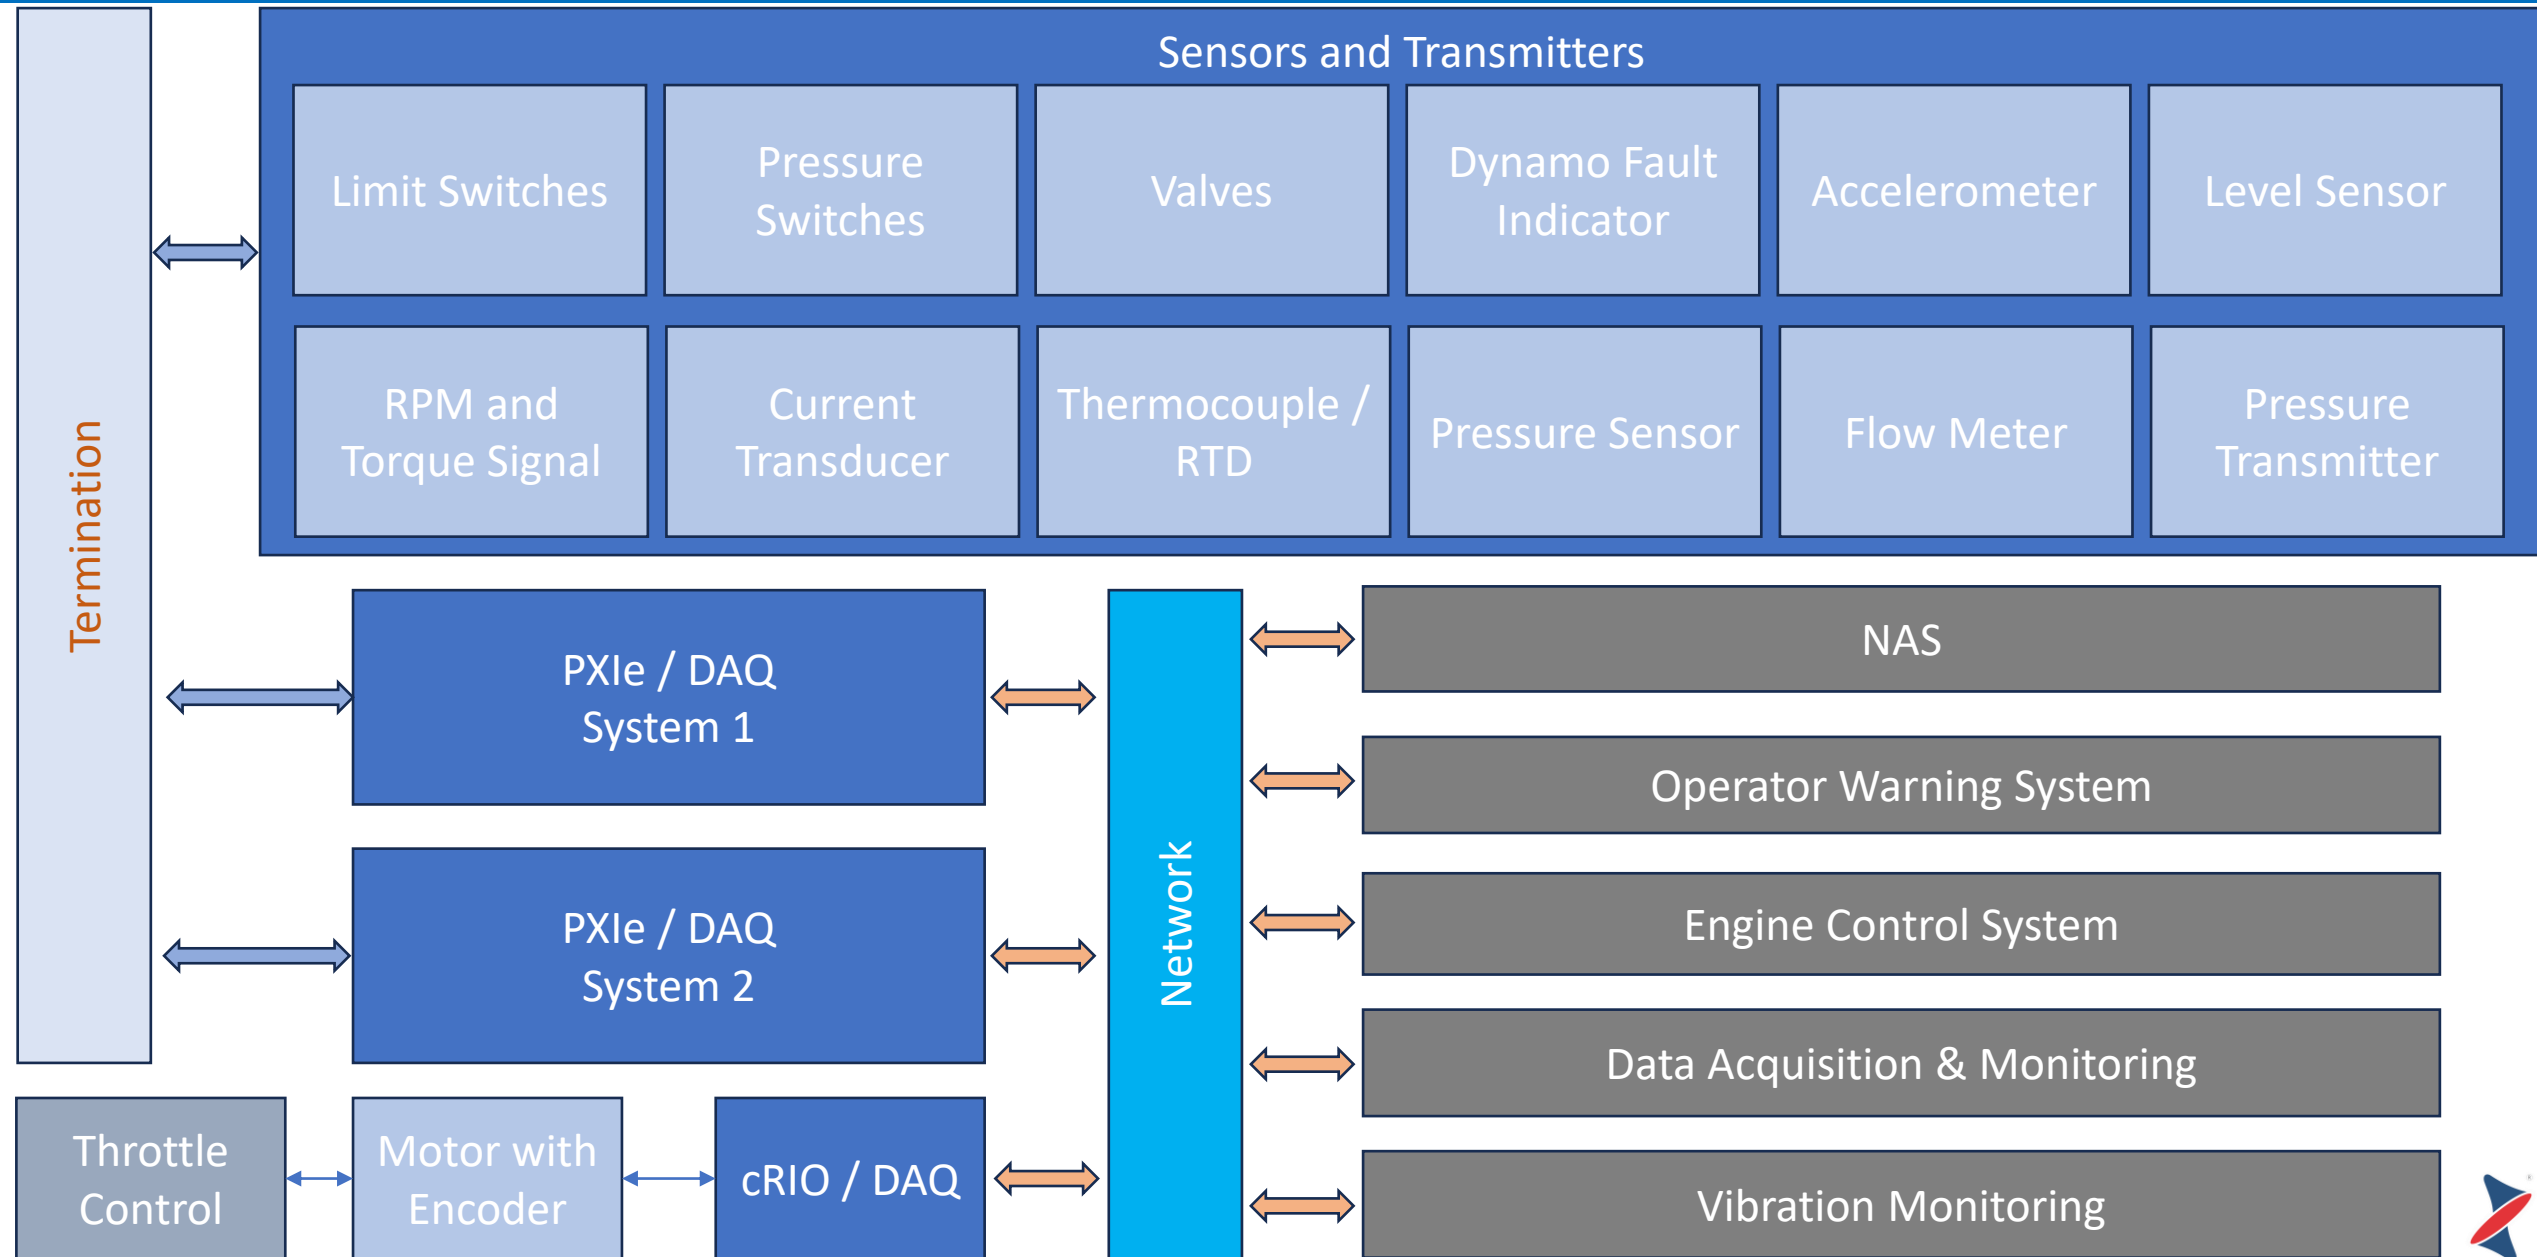 Sensors and Transmitters
Limit Switches
Pressure
Switches
Valves
Dynamo Fault
Indicator
Accelerometer
Level Sensor
RPM and
Torque Signal
Current
Transducer
Thermocouple /
RTD
Pressure Sensor
Flow Meter
Pressure
Transmitter
Termination
PXIe / DAQ
System 1
PXIe / DAQ
System 2
Throttle
Control
Motor with
Encoder
cRIO / DAQ
Network
NAS
Operator Warning System
Engine Control System
Data Acquisition & Monitoring
Vibration Monitoring